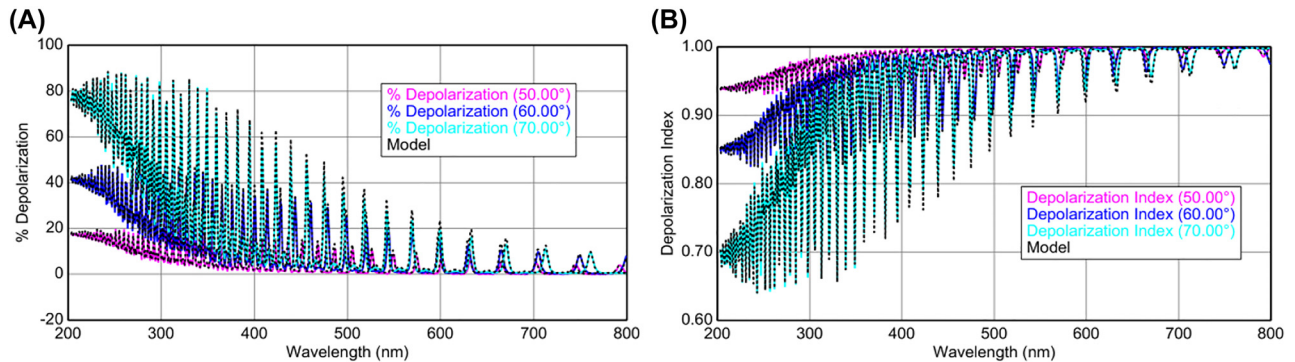 (A)
% Depolarization
100
80
60
40
20
0
-20
200 300 400 500 600 700 800
Wavelength (nm)
% Depolarization (50.00°)
% Depolarization (60.00°)
% Depolarization (70.00°)
Model
(B)
Depolarization Index
1.00
0.90
0.80
0.70
0.60
200 300 400 500 600 700 800
Wavelength (nm)
Depolarization Index (50.00°)
Depolarization Index (60.00°)
Depolarization Index (70.00°)
Model